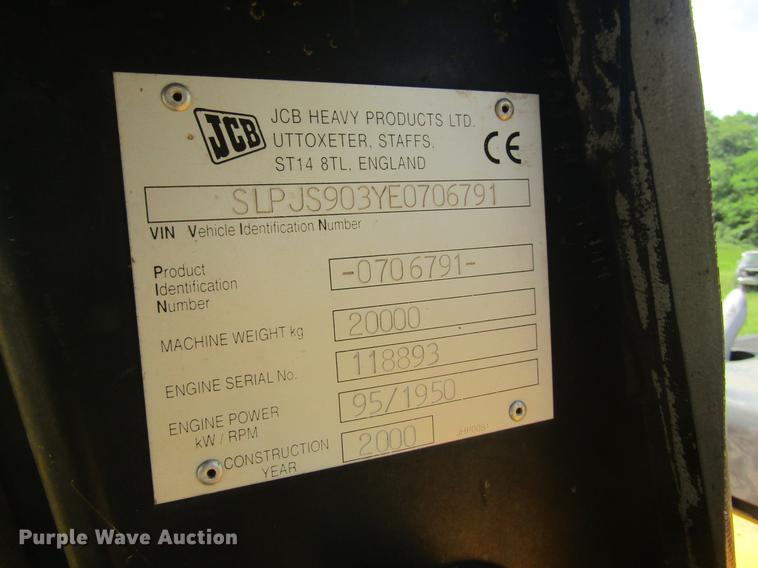 JCB
JCB HEAVY PRODUCTS LTD.
UTTOXETER, STAFFS.
ST14 8TL, ENGLAND
CE
SLPJS903YE0706791
VIN Vehicle Identification Number
Product
Identification
Number
-0706791-
MACHINE WEIGHT kg
20000
ENGINE SERIAL No.
118893
ENGINE POWER
kW / RPM
95/1950
CONSTRUCTION
YEAR
2000
Purple Wave Auction